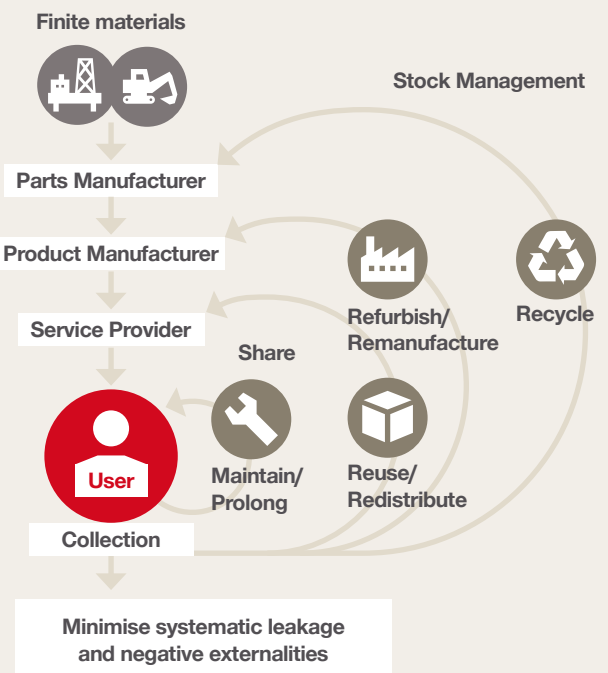 Finite materials
Stock Management
Parts Manufacturer
Product Manufacturer
Refurbish/
Remanufacture
Recycle
Service Provider
Share
Maintain/
Prolong
Reuse/
Redistribute
User
Collection
Minimise systematic leakage
and negative externalities